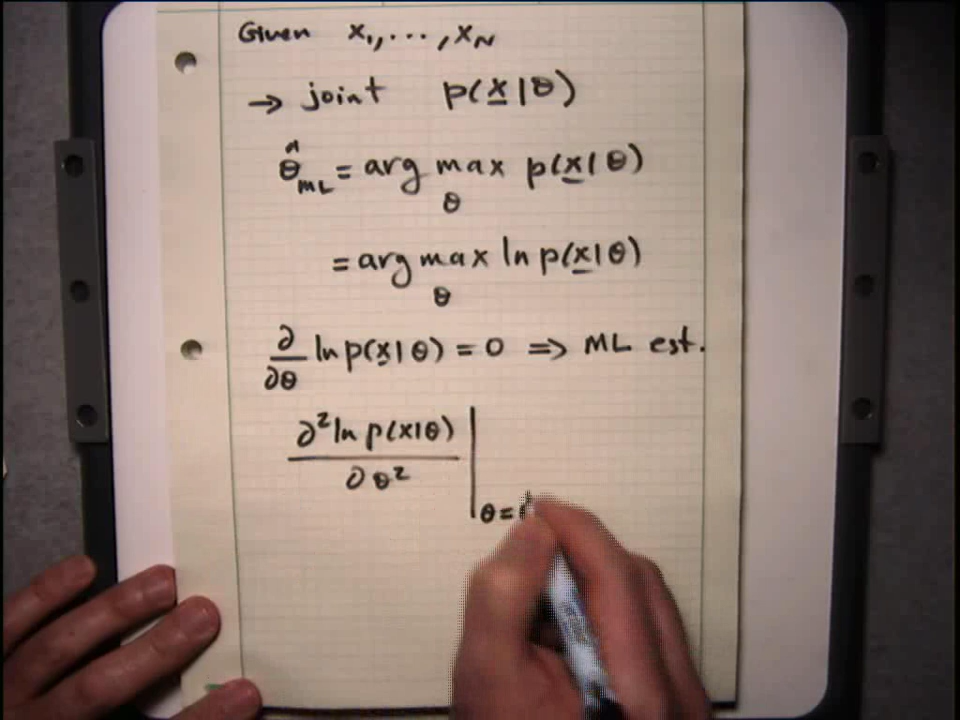 Given x₁, ..., x_N
→ joint p(x|θ)
θ̂_ML = arg max p(x|θ)
θ
= arg max ln p(x|θ)
θ
∂/∂θ ln p(x|θ) = 0 ⇒ ML est.
∂² ln p(x|θ)
∂θ²
θ=